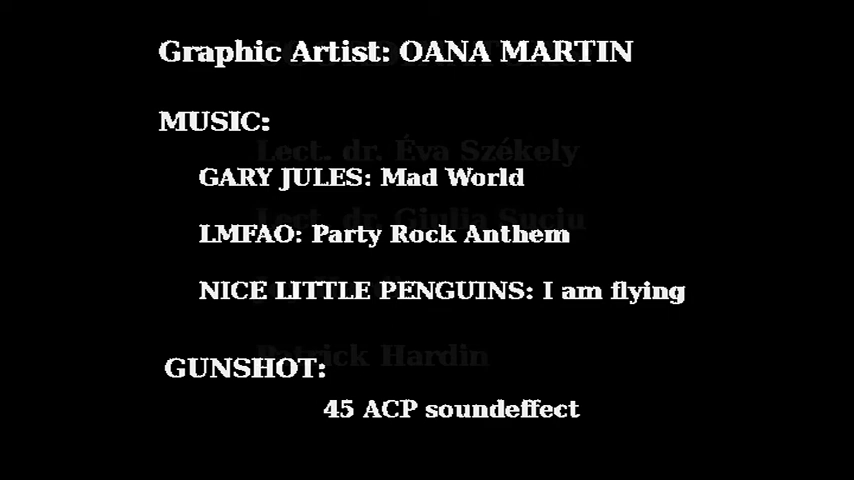 Graphic Artist: OANA MARTIN
MUSIC:
Lect. dr. Éva Székely
GARY JULES: Mad World
Lect. dr. Giulia Suciu
LMFAO: Party Rock Anthem
NICE LITTLE PENGUINS: I am flying
Patrick Hardin
GUNSHOT:
45 ACP soundeffect